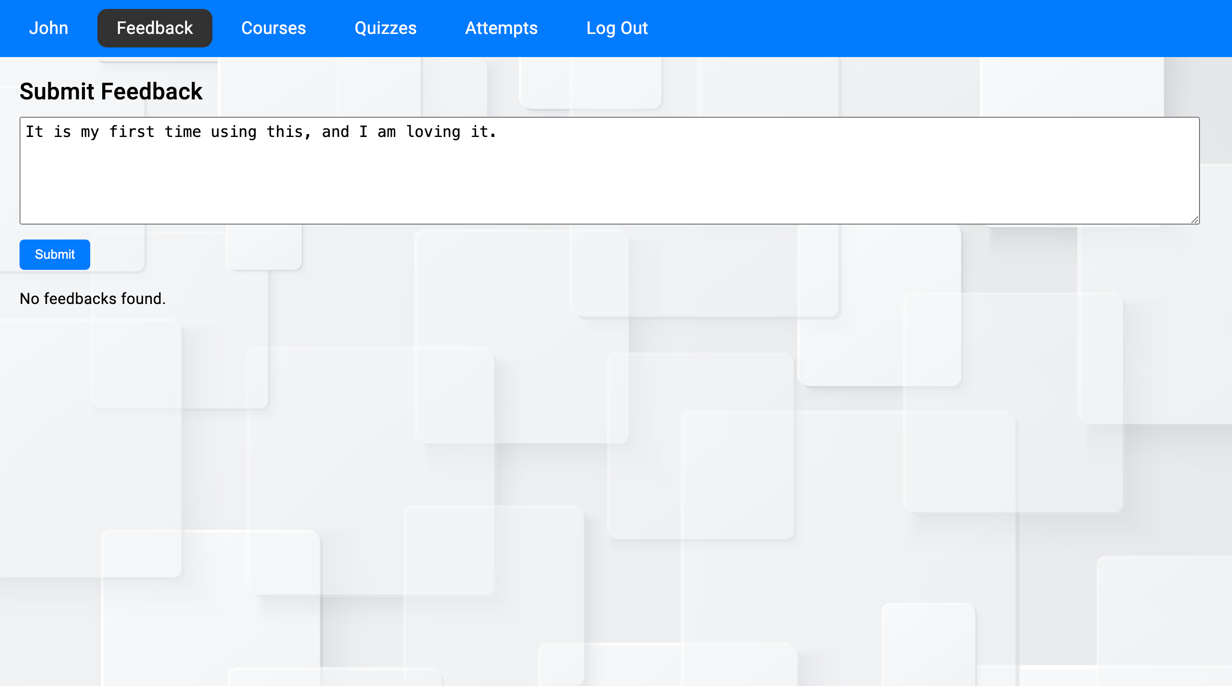 John Feedback Courses Quizzes Attempts Log Out
Submit Feedback
It is my first time using this, and I am loving it.
Submit
No feedbacks found.